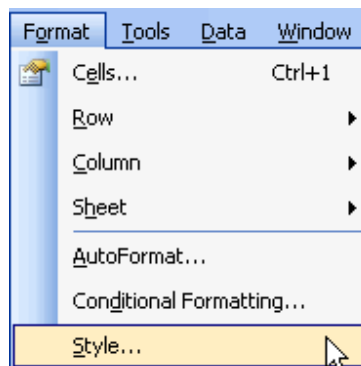 Format Tools Data Window
Cells... Ctrl+1
Row
Column
Sheet
AutoFormat...
Conditional Formatting...
Style...